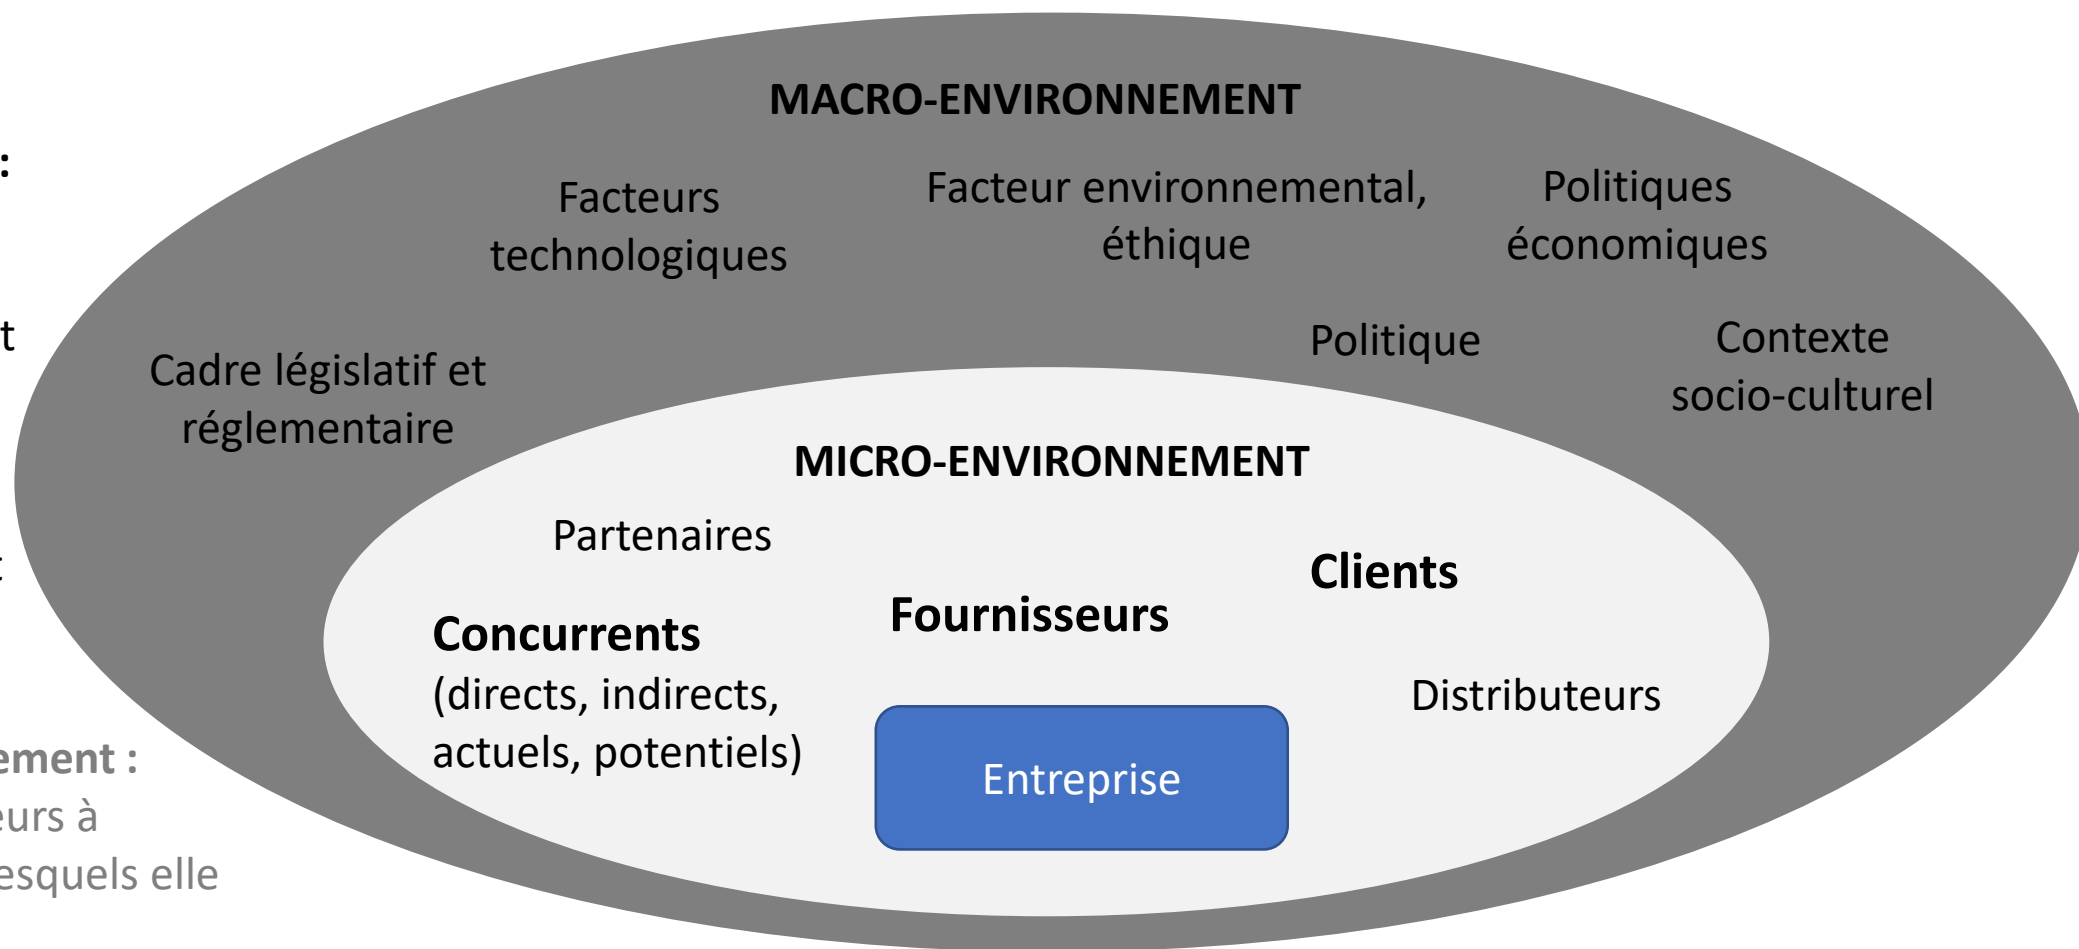 MACRO-ENVIRONNEMENT
:
Facteurs
technologiques
Facteur environnemental,
éthique
Politiques
économiques
t
Cadre législatif et
réglementaire
Politique
Contexte
socio-culturel
MICRO-ENVIRONNEMENT
Partenaires
Clients
Fournisseurs
Concurrents
(directs, indirects,
actuels, potentiels)
Distributeurs
Entreprise
ement :
eurs à
esquels elle